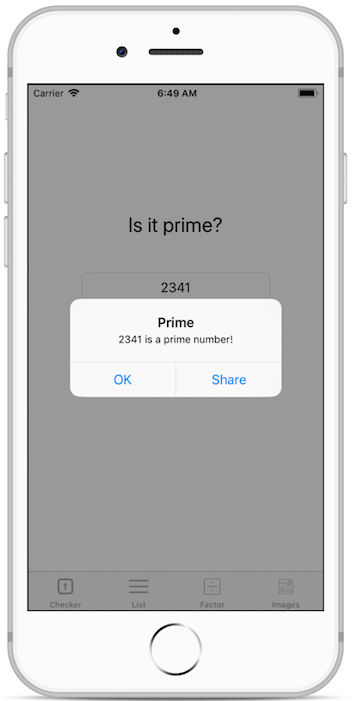 Carrier 6:49 AM
Is it prime?
2341
Prime
2341 is a prime number!
OK Share
1
Checker List Factor Images